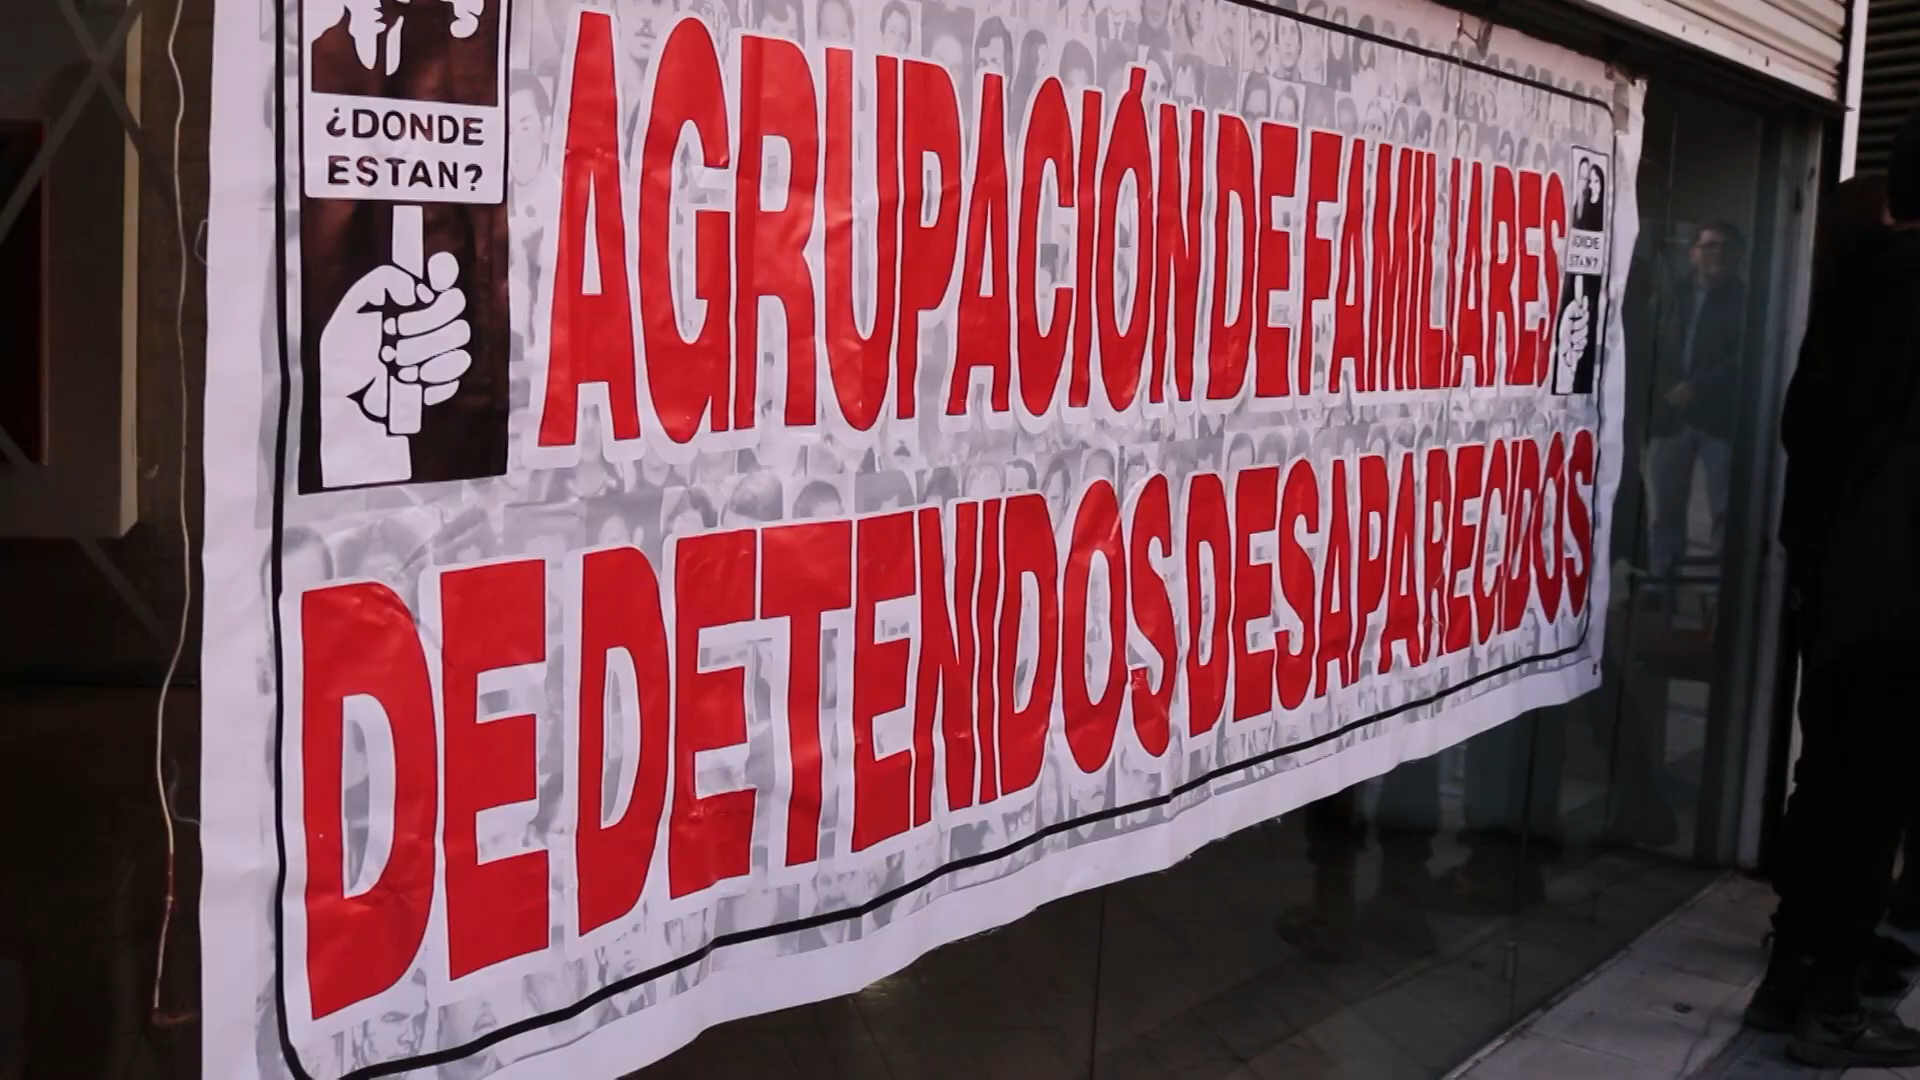 ¿DONDE
ESTAN?
AGRUPACIÓN DE FAMILIARES
DE DETENIDOS DESAPARECIDOS